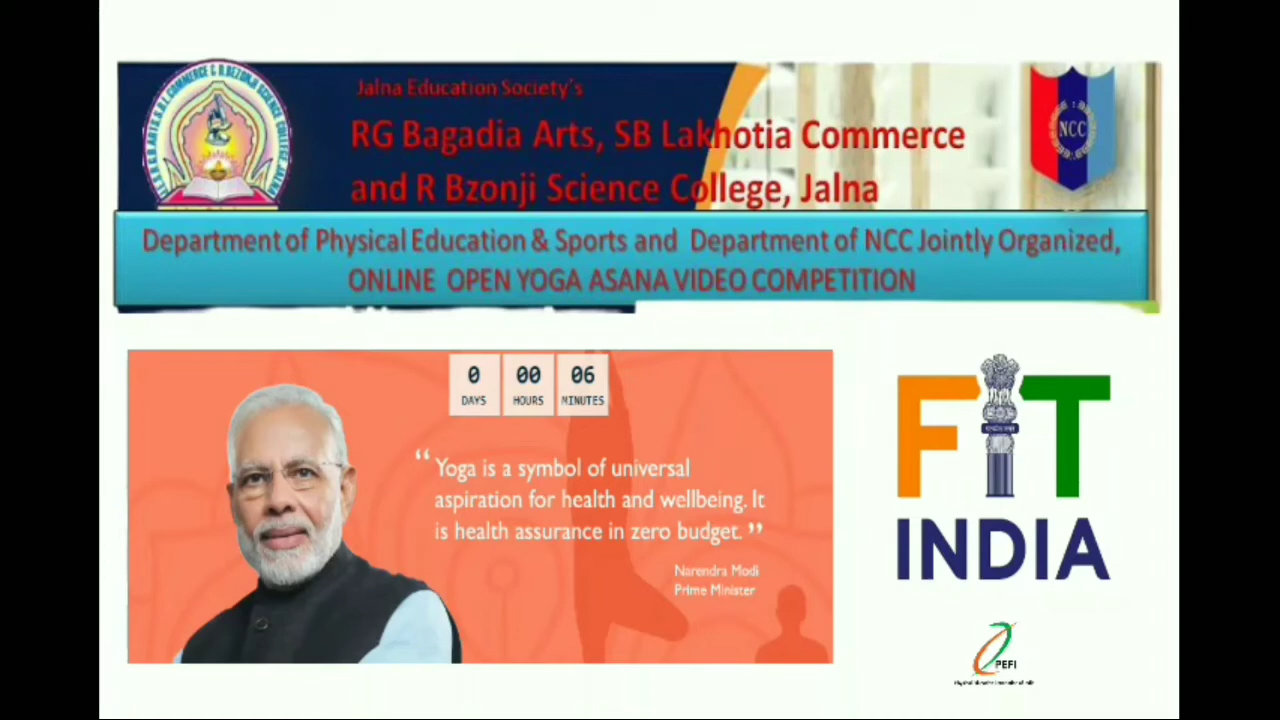 Jalna Education Society's
RG Bagadia Arts, SB Lakhotia Commerce
and R Bzonji Science College, Jalna
NCC
Department of Physical Education & Sports and Department of NCC Jointly Organized,
ONLINE OPEN YOGA ASANA VIDEO COMPETITION
0 00 06
DAYS HOURS MINUTES
“Yoga is a symbol of universal
aspiration for health and wellbeing. It
is health assurance in zero budget.”
Narendra Modi
Prime Minister
FIT
INDIA
PEFI